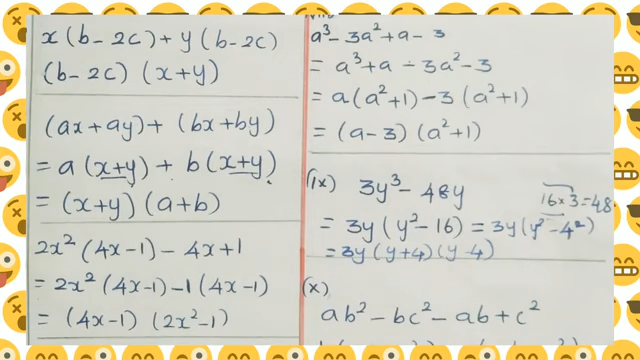 x(b-2c)+y(b-2c)
(b-2c)(x+y)
(ax+ay)+(bx+by)
= a(x+y)+b(x+y)
= (x+y)(a+b)
2x²(4x-1)-4x+1
= 2x²(4x-1)-1(4x-1)
= (4x-1)(2x²-1)
a³-3a²+a-3
= a³+a-3a²-3
= a(a²+1)-3(a²+1)
= (a-3)(a²+1)
(ix) 3y³-48y
16×3=48
= 3y(y²-16) = 3y(y²-4²)
= 3y(y+4)(y-4)
(x)
ab²-bc²-ab+c²